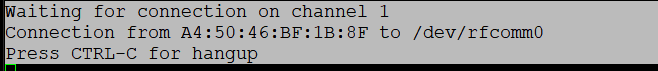 Waiting for connection on channel 1
Connection from A4:50:46:BF:1B:8F to /dev/rfcomm0
Press CTRL-C for hangup